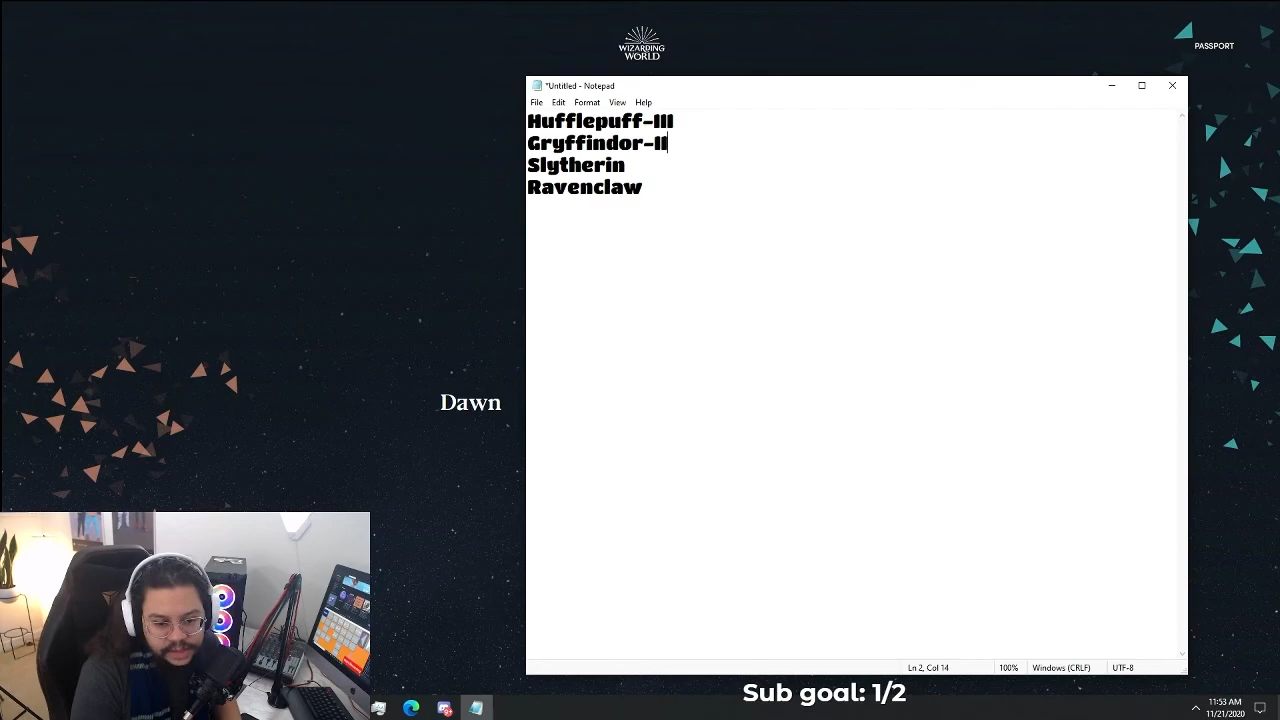 WIZARDING
WORLD
PASSPORT
*Untitled - Notepad
File Edit Format View Help
Hufflepuff-III
Gryffindor-II
Slytherin
Ravenclaw
Dawn
Ln 2, Col 14 100% Windows (CRLF) UTF-8
Sub goal: 1/2
11:53 AM
11/21/2020